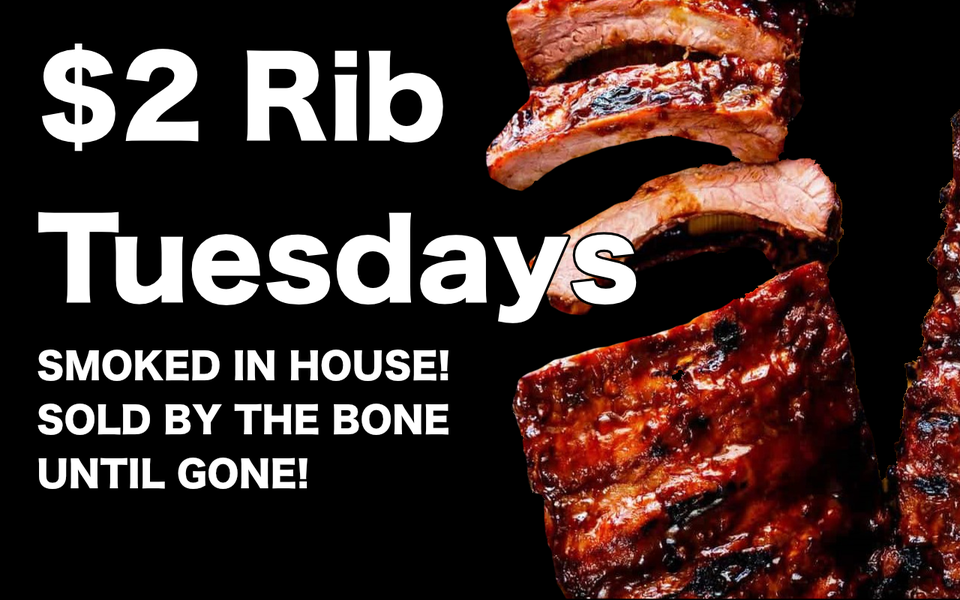 $2 Rib
Tuesdays
SMOKED IN HOUSE!
SOLD BY THE BONE
UNTIL GONE!